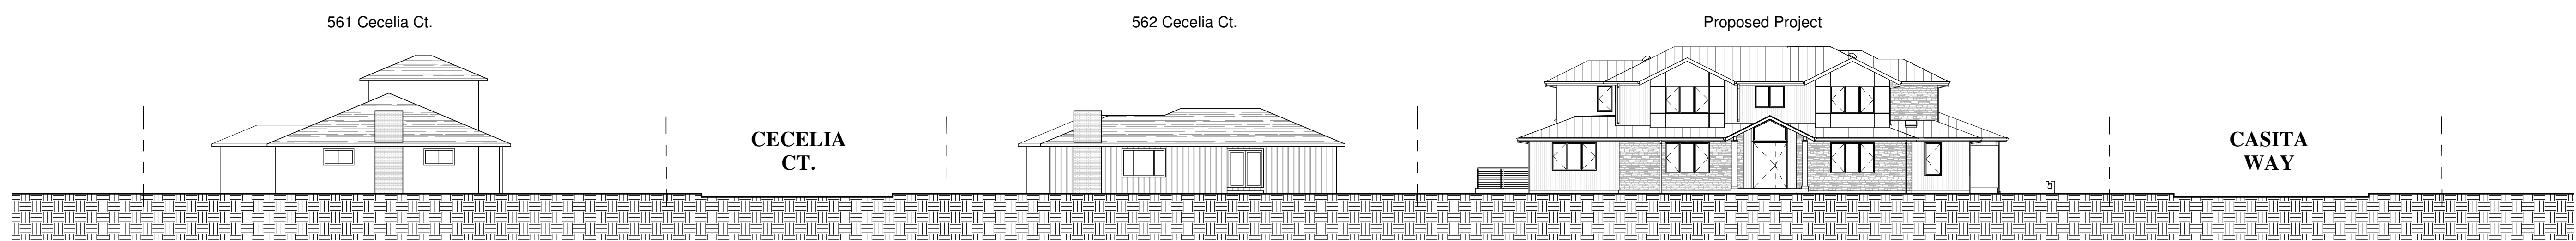 561 Cecelia Ct.
562 Cecelia Ct.
Proposed Project
CECELIA
CT.
CASITA
WAY